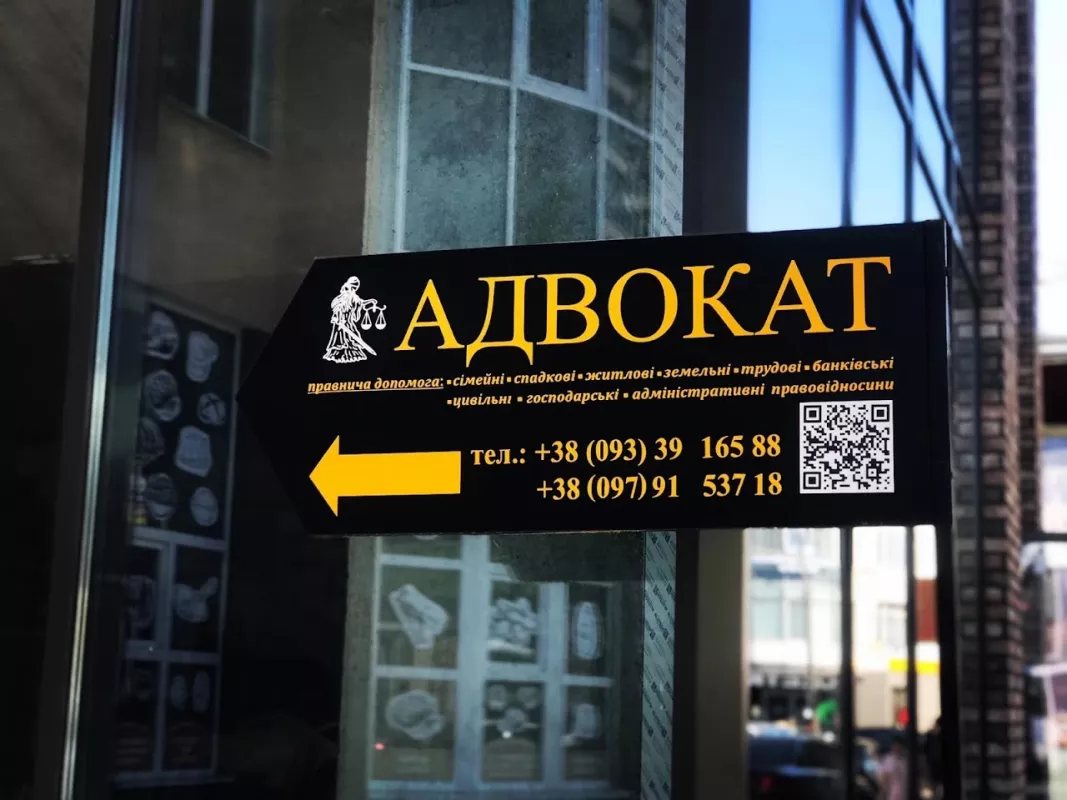 АДВОКАТ
правнича допомога: ▪сімейні ▪спадкові ▪житлові ▪земельні ▪трудові ▪банківські
▪цивільні ▪ господарські ▪ адміністративні правовідносини
тел.: +38 (093) 39 165 88
+38 (097) 91 537 18